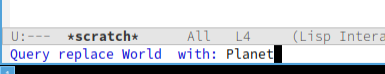 U:--- *scratch* All L4 (Lisp Intera
Query replace World with: Planet